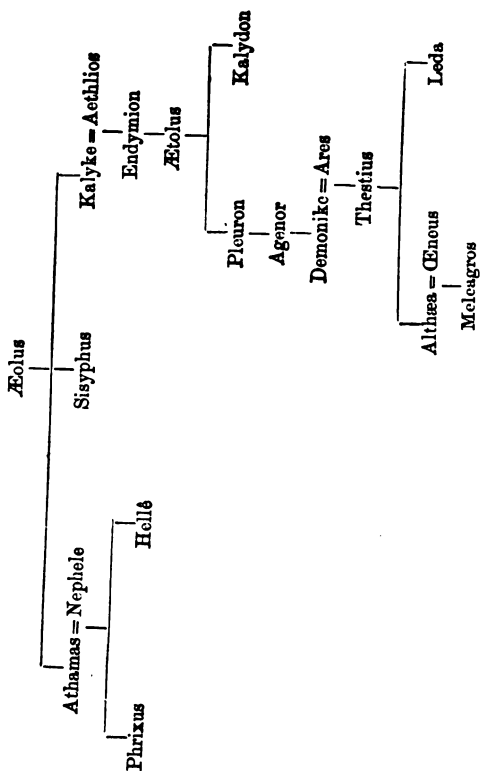 Æolus
Athamas = Nephele Sisyphus Kalyke = Aethlios
Phrixus Hellê Endymion
Ætolus
Pleuron Kalydon
Agenor
Demonike = Ares
Thestius
Althæa = Œneus Leda
Meleagros